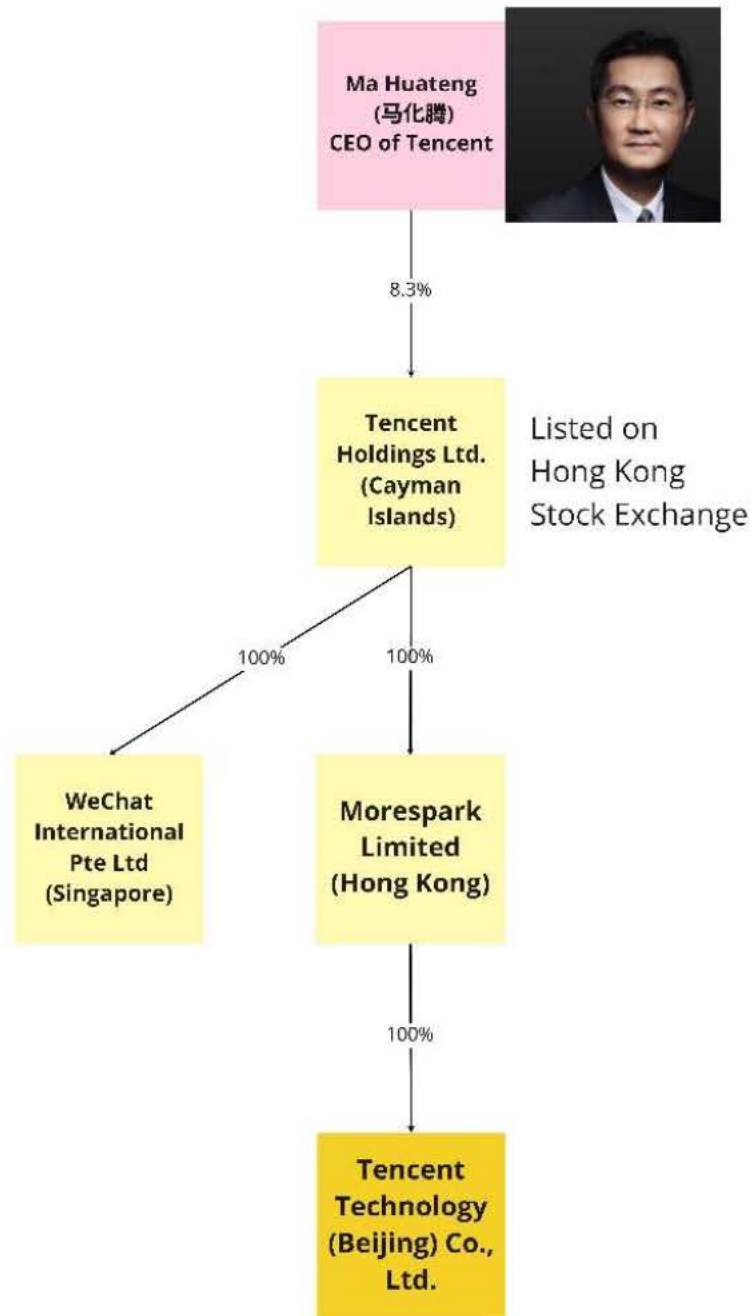 Ma Huateng
(马化腾)
CEO of Tencent
8.3%
Tencent
Holdings Ltd.
(Cayman
Islands)
Listed on
Hong Kong
Stock Exchange
100%
100%
WeChat
International
Pte Ltd
(Singapore)
Morespark
Limited
(Hong Kong)
100%
Tencent
Technology
(Beijing) Co.,
Ltd.